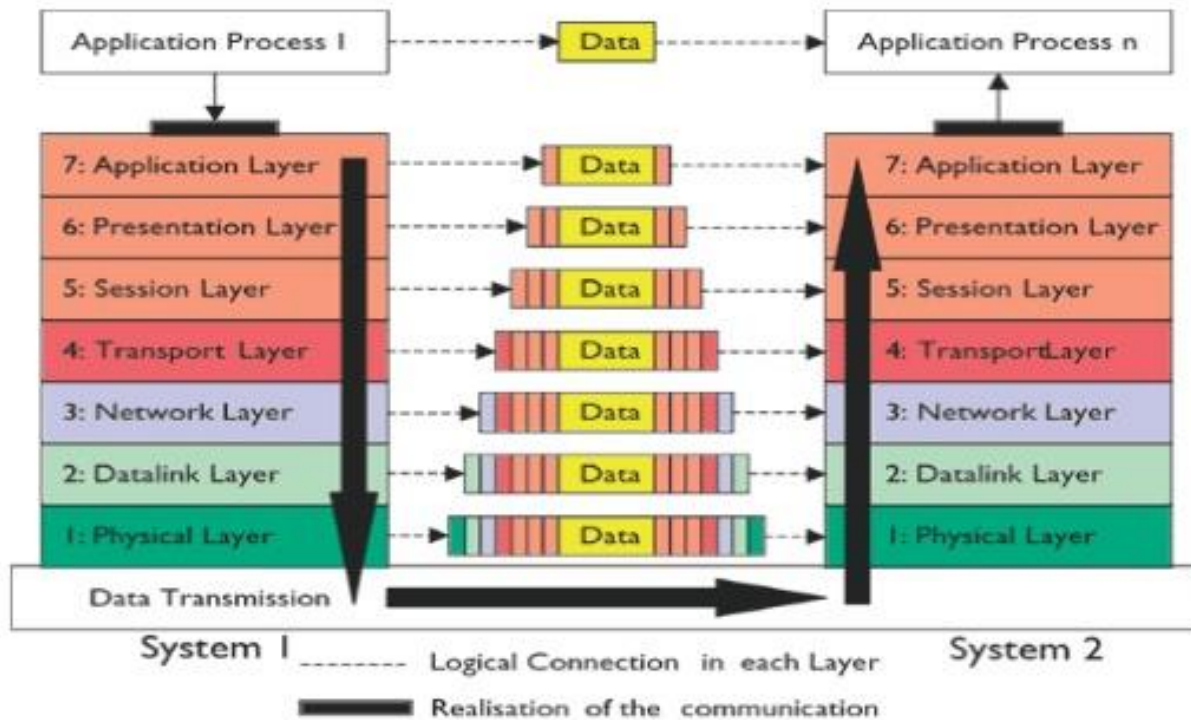 Application Process 1 Data Application Process n
7: Application Layer Data 7: Application Layer
6: Presentation Layer Data 6: Presentation Layer
5: Session Layer Data 5: Session Layer
4: Transport Layer Data 4: TransportLayer
3: Network Layer Data 3: Network Layer
2: Datalink Layer Data 2: Datalink Layer
1: Physical Layer Data 1: Physical Layer
Data Transmission
System 1 System 2
Logical Connection in each Layer
Realisation of the communication